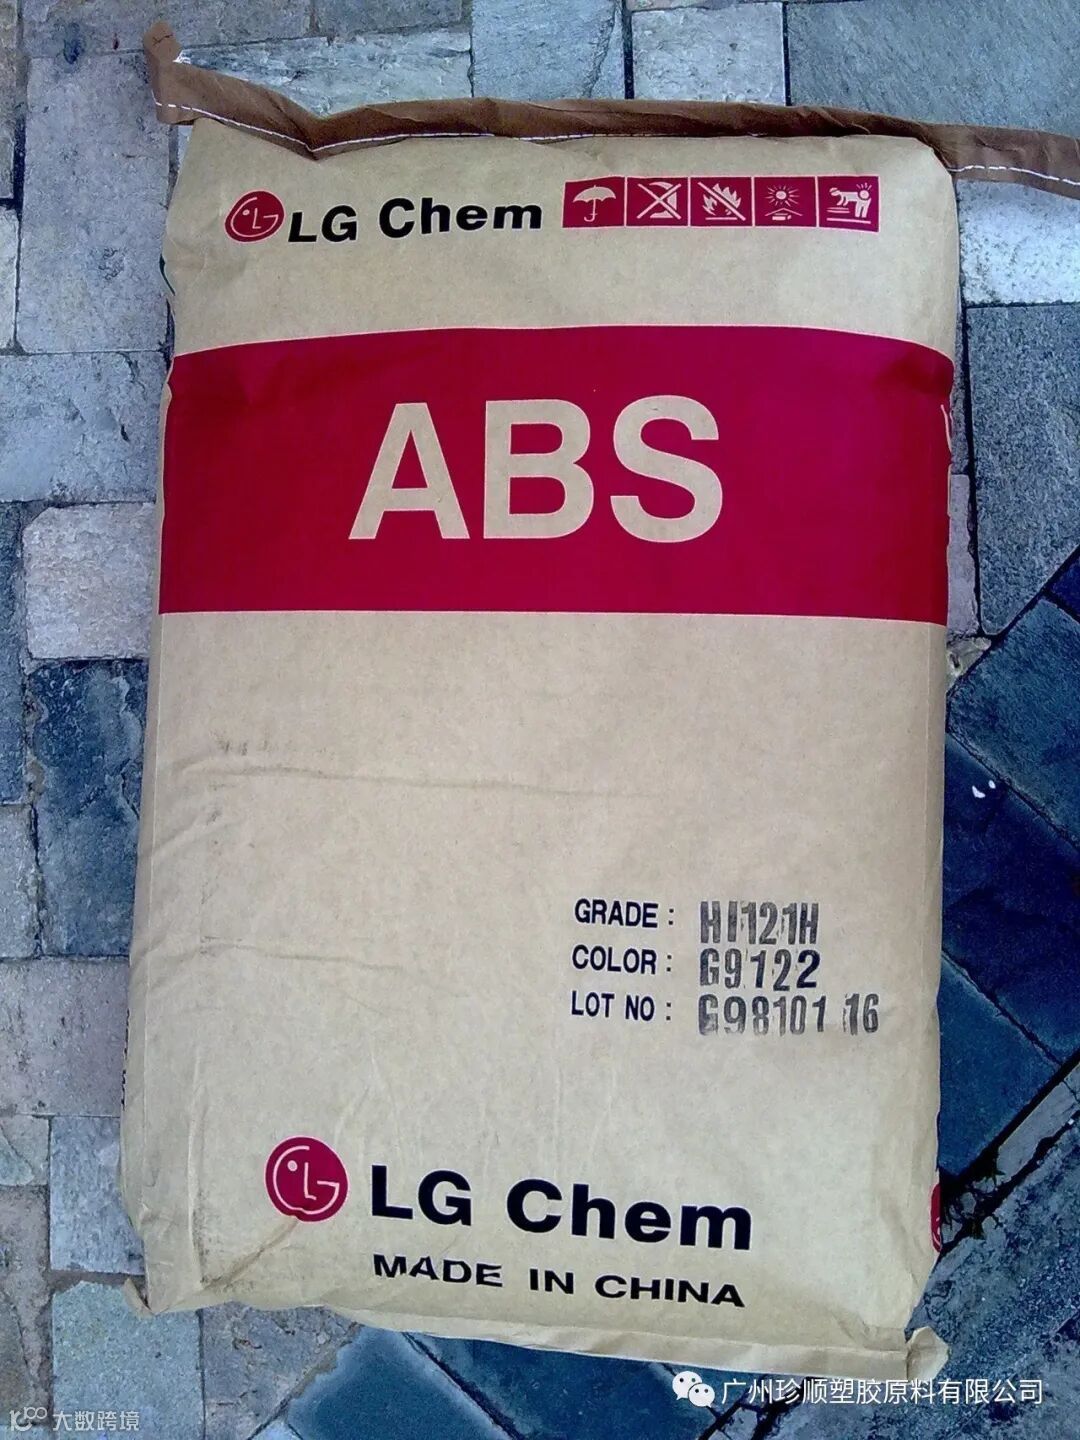 LG Chem
ABS
GRADE : HI121H
COLOR : G9122
LOT NO : G98101 16
LG Chem
MADE IN CHINA
广州珍顺塑胶原料有限公司
大数跨境